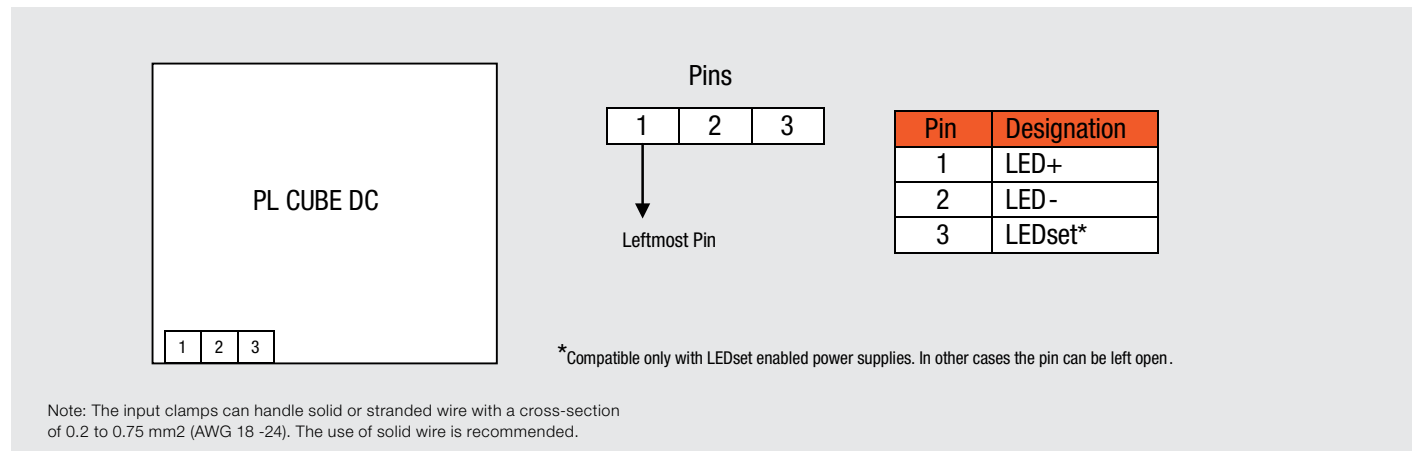 PL CUBE DC
1 2 3
Pins
1 2 3
Leftmost Pin
Pin Designation
1 LED+
2 LED-
3 LEDset*
*Compatible only with LEDset enabled power supplies. In other cases the pin can be left open.
Note: The input clamps can handle solid or stranded wire with a cross-section
of 0.2 to 0.75 mm2 (AWG 18 -24). The use of solid wire is recommended.